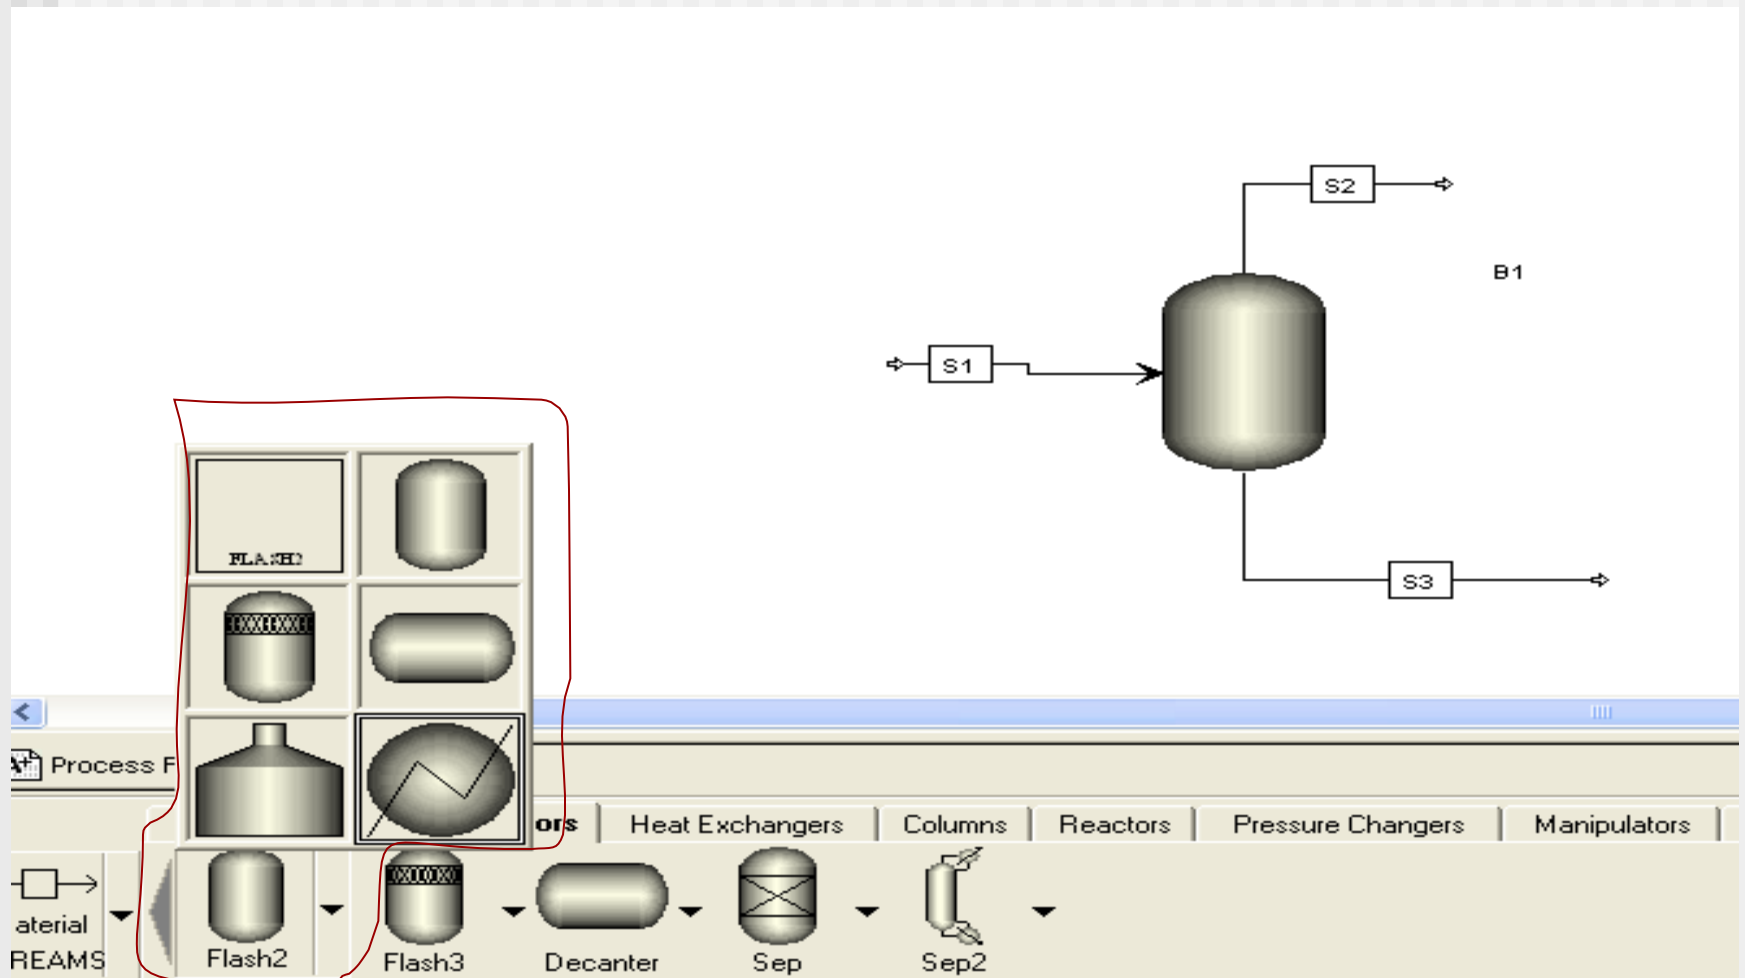 S2
B1
S1
S3
FLASH2
Process F
ors
Heat Exchangers
Columns
Reactors
Pressure Changers
Manipulators
aterial
REAMS
Flash2
Flash3
Decanter
Sep
Sep2